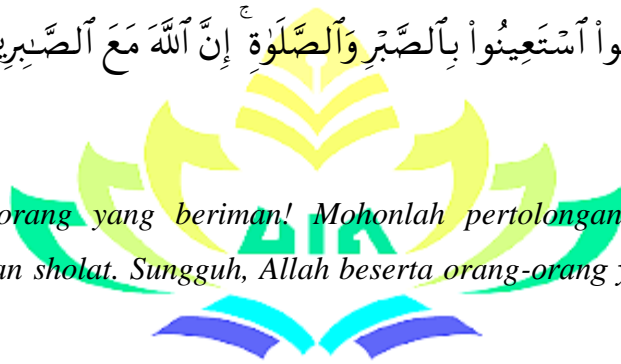 وا۟ ٱسْتَعِينُوا۟ بِٱلصَّبْرِ وَٱلصَّلَوٰةِ ۚ إِنَّ ٱللَّهَ مَعَ ٱلصَّـٰبِرِي
orang yang beriman! Mohonlah pertolongan
an sholat. Sungguh, Allah beserta orang-orang y